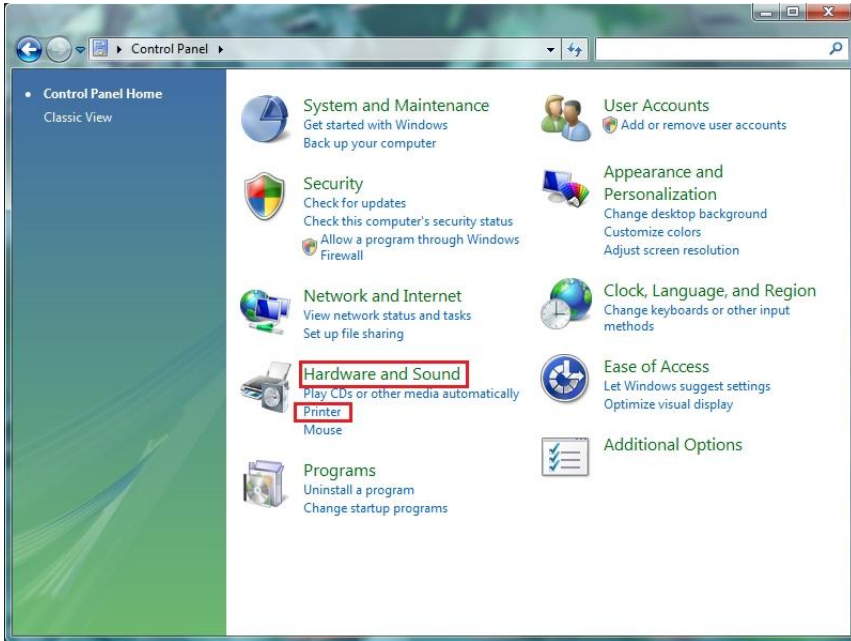 Control Panel
Control Panel Home
Classic View
System and Maintenance
Get started with Windows
Back up your computer
Security
Check for updates
Check this computer's security status
Allow a program through Windows
Firewall
Network and Internet
View network status and tasks
Set up file sharing
Hardware and Sound
Play CDs or other media automatically
Printer
Mouse
Programs
Uninstall a program
Change startup programs
User Accounts
Add or remove user accounts
Appearance and
Personalization
Change desktop background
Customize colors
Adjust screen resolution
Clock, Language, and Region
Change keyboards or other input
methods
Ease of Access
Let Windows suggest settings
Optimize visual display
Additional Options